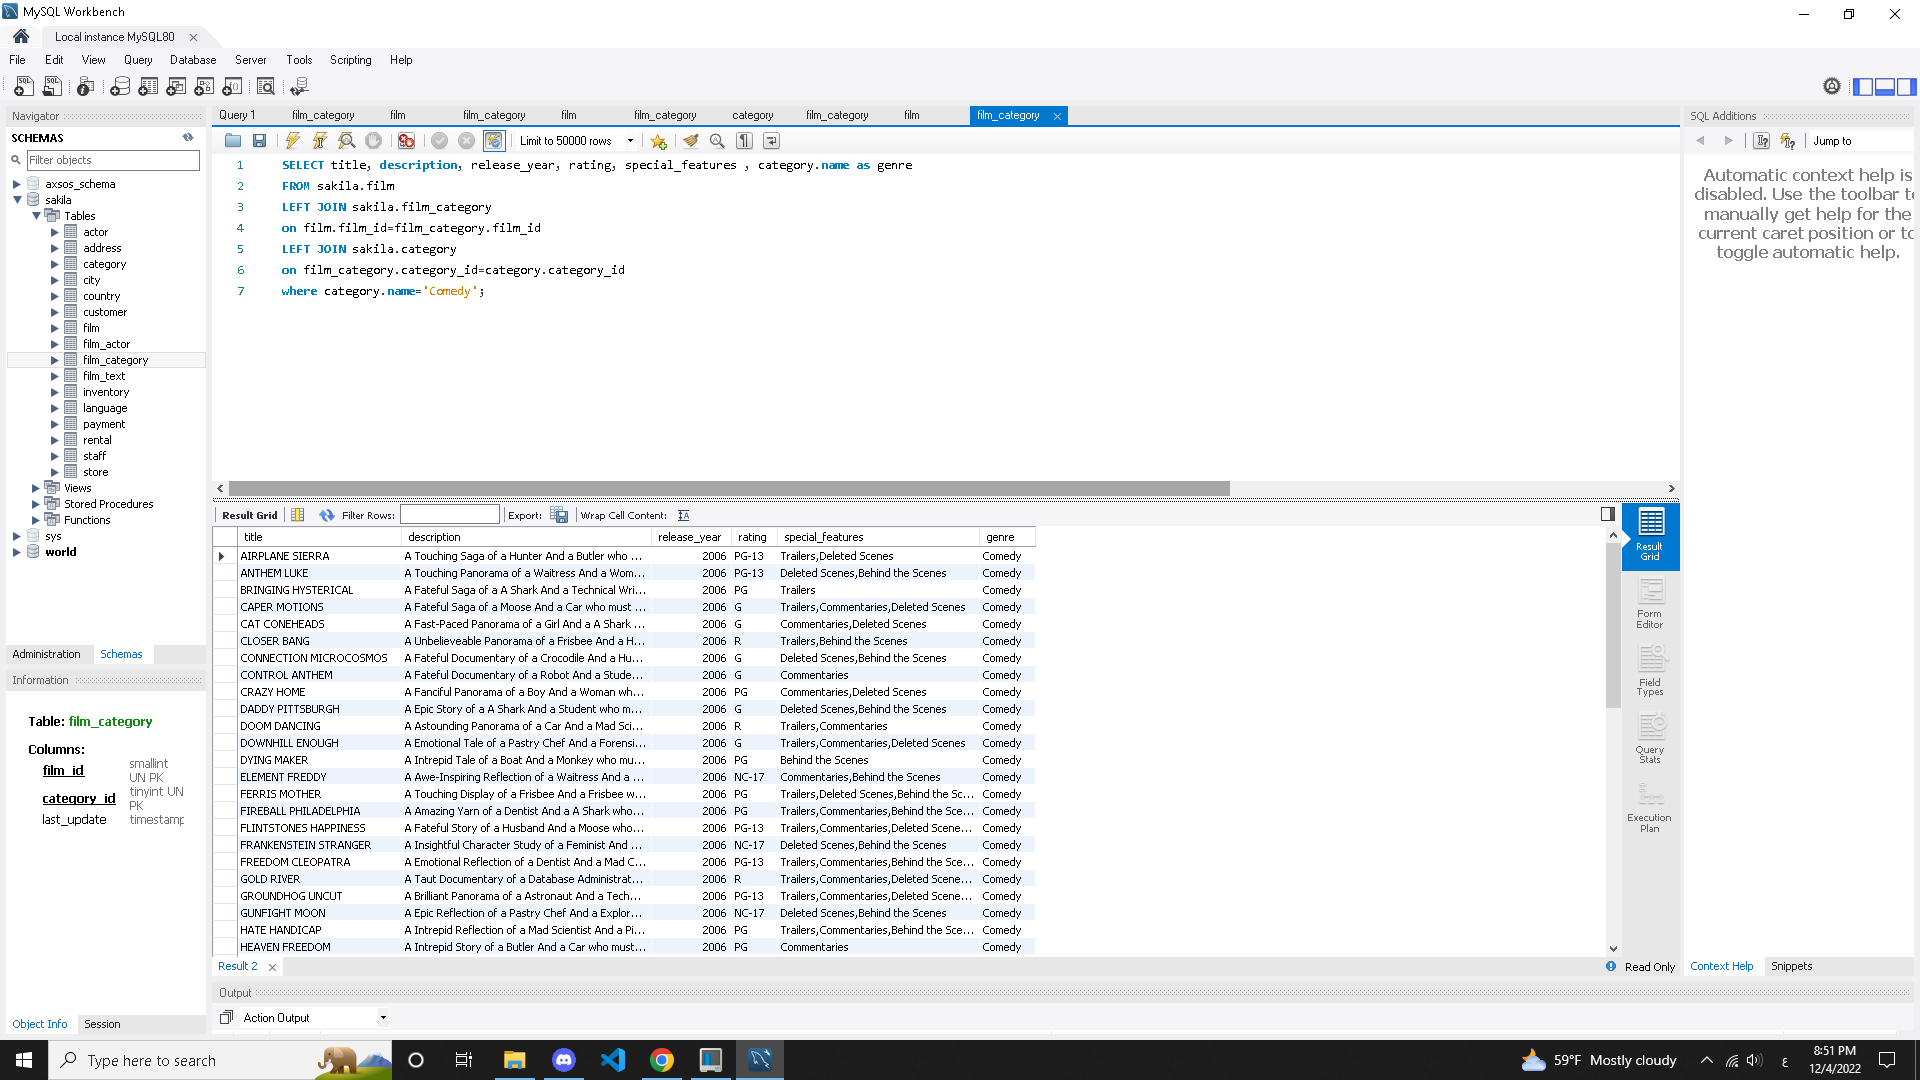 MySQL Workbench
Local instance MySQL80
File Edit View Query Database Server Tools Scripting Help
Navigator
SCHEMAS
Filter objects
axsos_schema
sakila
Tables
actor
address
category
city
country
customer
film
film_actor
film_category
film_text
inventory
language
payment
rental
staff
store
Views
Stored Procedures
Functions
sys
world
Administration Schemas
Information
Table: film_category
Columns:
film_id smallint UN PK
category_id tinyint UN PK
last_update timestamp
Object Info Session
Query 1 film_category film film_category film film_category category film_category film film_category
Limit to 50000 rows
1 SELECT title, description, release_year, rating, special_features , category.name as genre
2 FROM sakila.film
3 LEFT JOIN sakila.film_category
4 on film.film_id=film_category.film_id
5 LEFT JOIN sakila.category
6 on film_category.category_id=category.category_id
7 where category.name='Comedy';
Result Grid Filter Rows: Export: Wrap Cell Content:
title description release_year rating special_features genre
AIRPLANE SIERRA A Touching Saga of a Hunter And a Butler who ... 2006 PG-13 Trailers,Deleted Scenes Comedy
ANTHEM LUKE A Touching Panorama of a Waitress And a Wom... 2006 PG-13 Deleted Scenes,Behind the Scenes Comedy
BRINGING HYSTERICAL A Fateful Saga of a A Shark And a Technical Wri... 2006 PG Trailers Comedy
CAPER MOTIONS A Fateful Saga of a Moose And a Car who must ... 2006 G Trailers,Commentaries,Deleted Scenes Comedy
CAT CONEHEADS A Fast-Paced Panorama of a Girl And a A Shark ... 2006 G Commentaries,Deleted Scenes Comedy
CLOSER BANG A Unbelieveable Panorama of a Frisbee And a H... 2006 R Trailers,Behind the Scenes Comedy
CONNECTION MICROCOSMOS A Fateful Documentary of a Crocodile And a Hu... 2006 G Deleted Scenes,Behind the Scenes Comedy
CONTROL ANTHEM A Fateful Documentary of a Robot And a Stude... 2006 G Commentaries Comedy
CRAZY HOME A Fanciful Panorama of a Boy And a Woman wh... 2006 PG Commentaries,Deleted Scenes Comedy
DADDY PITTSBURGH A Epic Story of a A Shark And a Student who m... 2006 G Deleted Scenes,Behind the Scenes Comedy
DOOM DANCING A Astounding Panorama of a Car And a Mad Sci... 2006 R Trailers,Commentaries Comedy
DOWNHILL ENOUGH A Emotional Tale of a Pastry Chef And a Forensi... 2006 G Trailers,Commentaries,Deleted Scenes Comedy
DYING MAKER A Intrepid Tale of a Boat And a Monkey who mu... 2006 PG Behind the Scenes Comedy
ELEMENT FREDDY A Awe-Inspiring Reflection of a Waitress And a ... 2006 NC-17 Commentaries,Behind the Scenes Comedy
FERRIS MOTHER A Touching Display of a Frisbee And a Frisbee w... 2006 PG Trailers,Deleted Scenes,Behind the Sc... Comedy
FIREBALL PHILADELPHIA A Amazing Yarn of a Dentist And a A Shark who... 2006 PG Trailers,Commentaries,Behind the Sce... Comedy
FLINTSTONES HAPPINESS A Fateful Story of a Husband And a Moose who... 2006 PG-13 Trailers,Commentaries,Deleted Scene... Comedy
FRANKENSTEIN STRANGER A Insightful Character Study of a Feminist And ... 2006 NC-17 Deleted Scenes,Behind the Scenes Comedy
FREEDOM CLEOPATRA A Emotional Reflection of a Dentist And a Mad C... 2006 PG-13 Trailers,Commentaries,Behind the Sce... Comedy
GOLD RIVER A Taut Documentary of a Database Administrat... 2006 R Trailers,Commentaries,Deleted Scene... Comedy
GROUNDHOG UNCUT A Brilliant Panorama of a Astronaut And a Tech... 2006 PG-13 Trailers,Commentaries,Deleted Scene... Comedy
GUNFIGHT MOON A Epic Reflection of a Pastry Chef And a Explor... 2006 NC-17 Deleted Scenes,Behind the Scenes Comedy
HATE HANDICAP A Intrepid Reflection of a Mad Scientist And a Pi... 2006 PG Trailers,Commentaries,Behind the Sce... Comedy
HEAVEN FREEDOM A Intrepid Story of a Butler And a Car who must... 2006 PG Commentaries Comedy
Result Grid
Form Editor
Field Types
Query Stats
Execution Plan
Result 2 Read Only
Output
Action Output
SQL Additions
Jump to
Automatic context help is
disabled. Use the toolbar to
manually get help for the
current caret position or to
toggle automatic help.
Context Help Snippets
Type here to search
59°F Mostly cloudy
ع
8:51 PM
12/4/2022